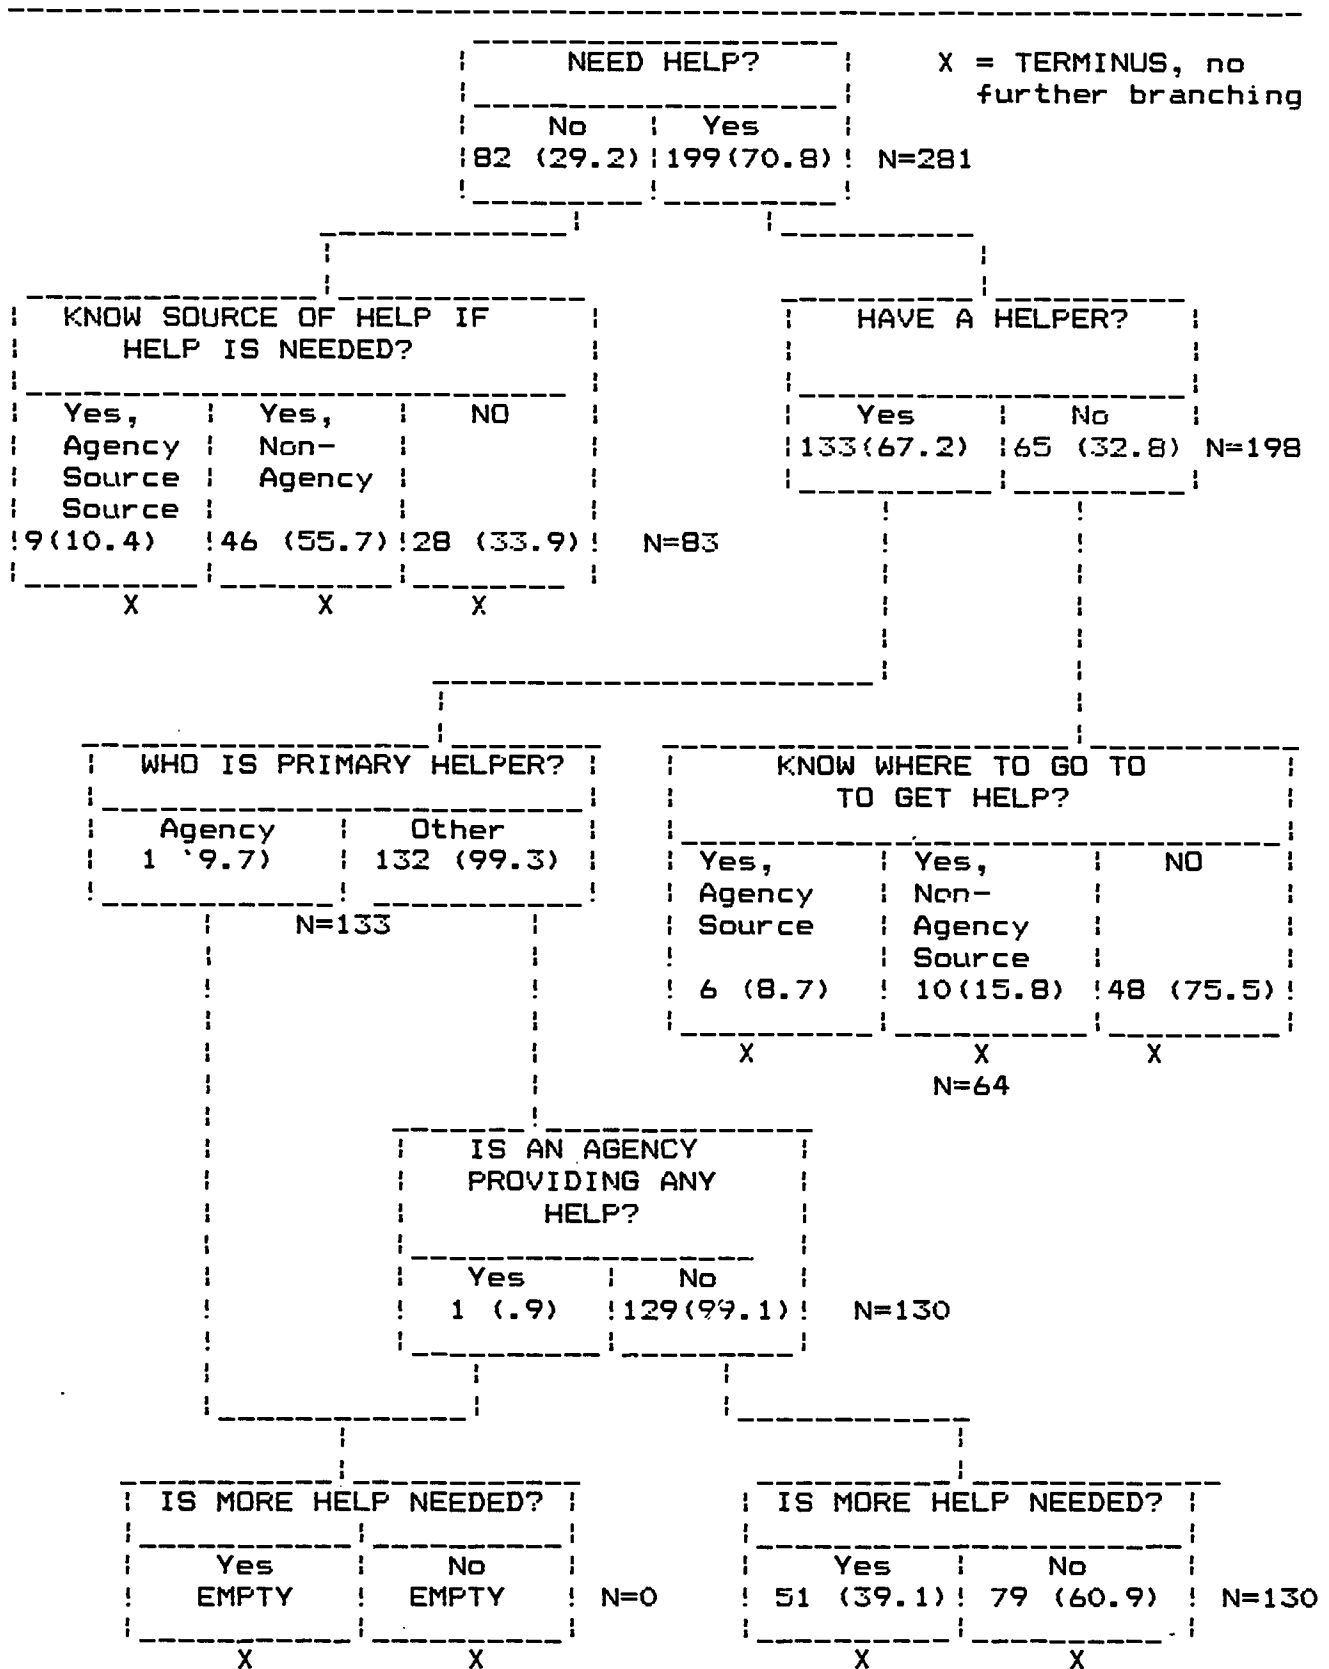 NEED HELP?
X = TERMINUS, no
further branching
No Yes
82 (29.2) 199(70.8) N=281
KNOW SOURCE OF HELP IF
HELP IS NEEDED?
Yes, Yes, NO
Agency Non-
Source Agency
Source
9(10.4) 46 (55.7) 28 (33.9) N=83
X X X
HAVE A HELPER?
Yes No
133(67.2) 65 (32.8) N=198
WHO IS PRIMARY HELPER?
Agency Other
1 `9.7) 132 (99.3)
N=133
KNOW WHERE TO GO TO
TO GET HELP?
Yes, Yes, NO
Agency Non-
Source Agency
Source
6 (8.7) 10(15.8) 48 (75.5)
X X X
N=64
IS AN AGENCY
PROVIDING ANY
HELP?
Yes No
1 (.9) 129(99.1) N=130
IS MORE HELP NEEDED?
Yes No
EMPTY EMPTY N=0
X X
IS MORE HELP NEEDED?
Yes No
51 (39.1) 79 (60.9) N=130
X X